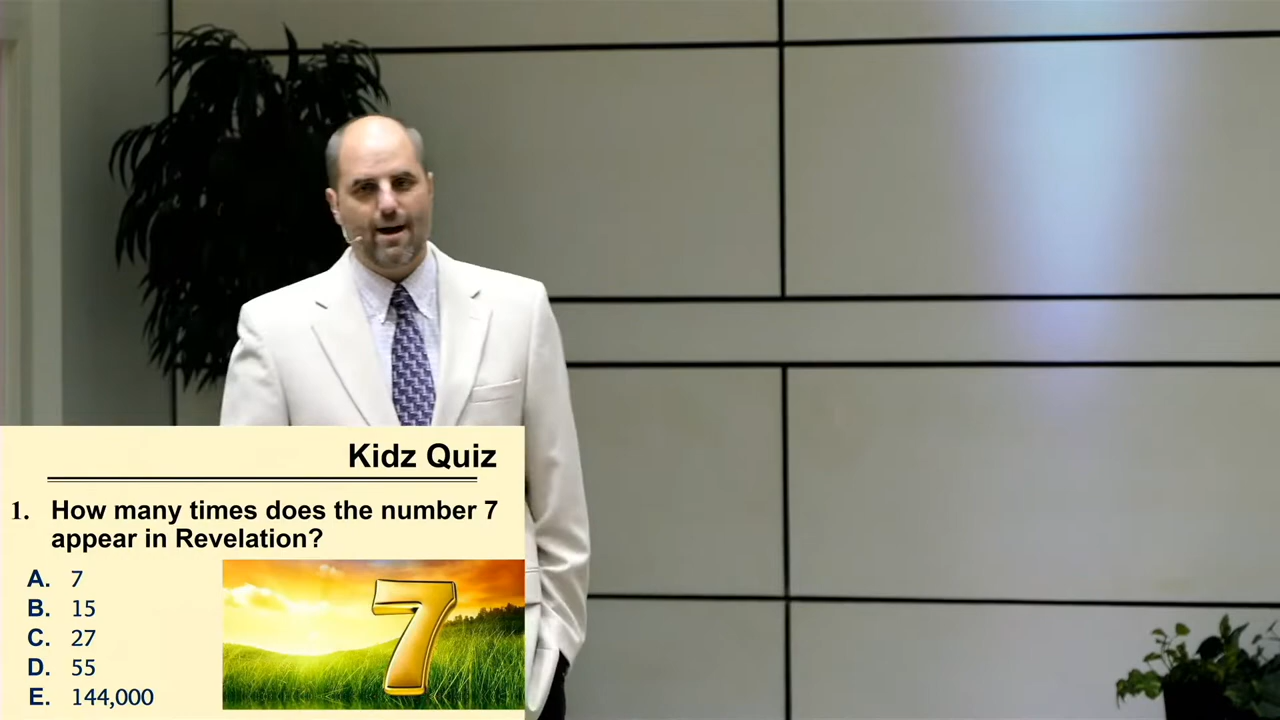 Kidz Quiz
1. How many times does the number 7
appear in Revelation?
A. 7
B. 15
C. 27
D. 55
E. 144,000
7